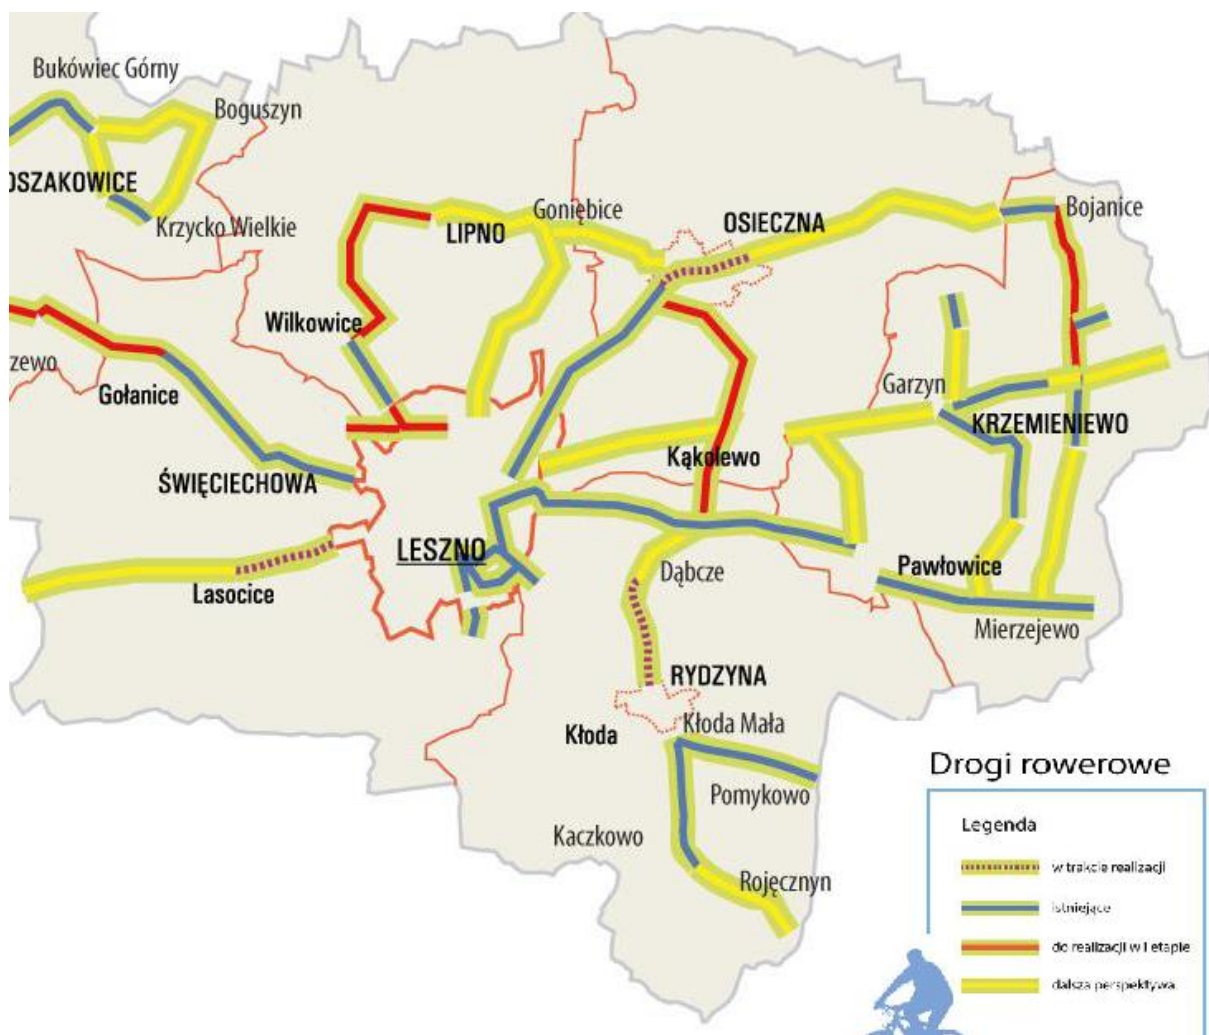 Bukówiec Górny
Boguszyn
OSZAKOWICE
Krzycko Wielkie
Goniębice
LIPNO
OSIECZNA
Bojanice
Wilkowice
zewo
Gołanice
Garzyn
KRZEMIENIEWO
Kąkolewo
ŚWIĘCIECHOWA
LESZNO
Lasocice
Dąbcze
Pawłowice
Mierzejewo
RYDZYNA
Kłoda
Kłoda Mała
Pomykowo
Kaczkowo
Rojęcznyn
Drogi rowerowe
Legenda
w trakcie realizacji
istniejące
do realizacji w I etapie
dalsza perspektywa